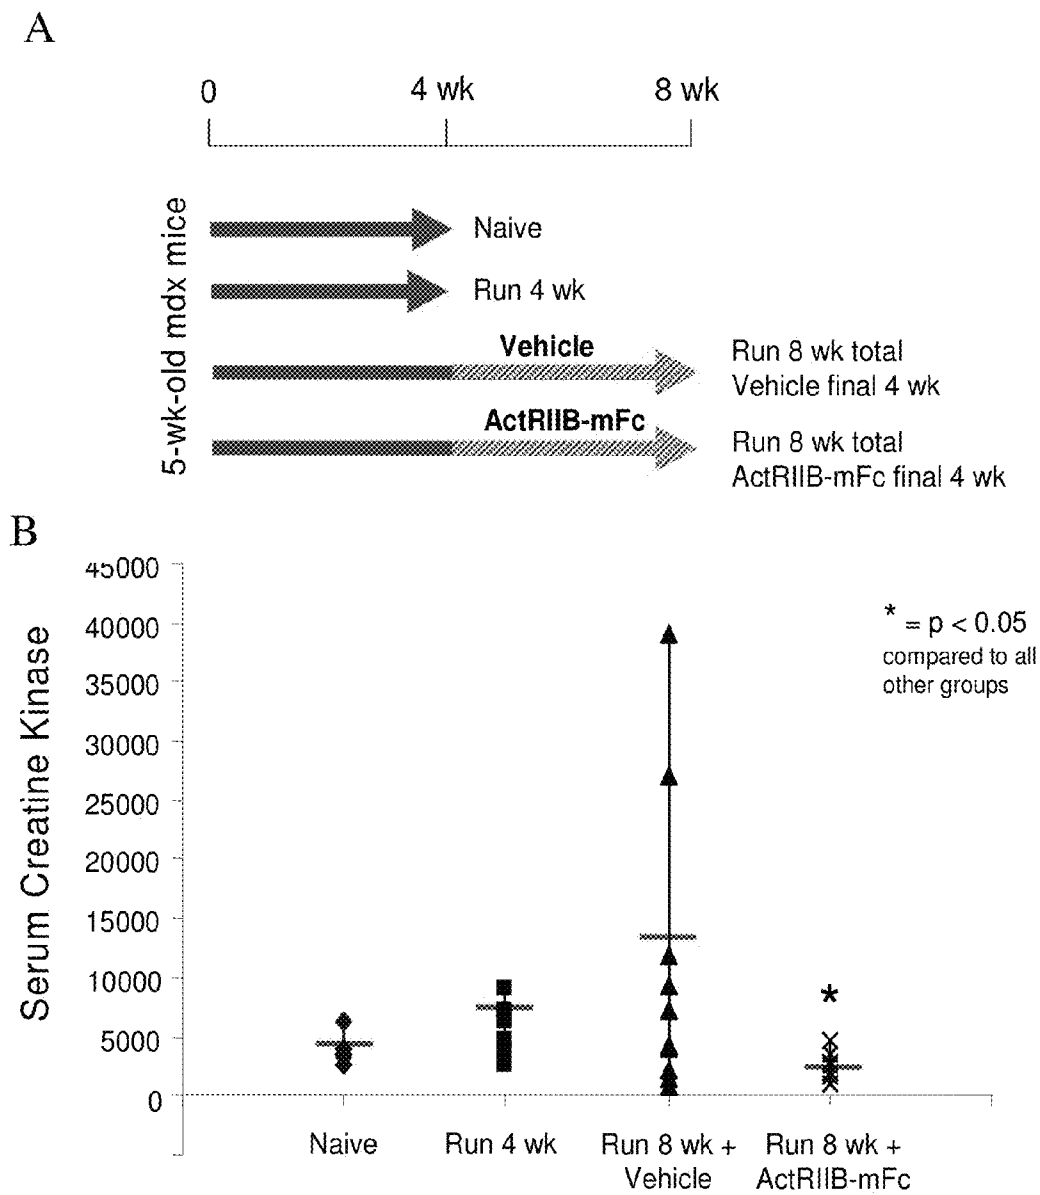 A
0 4 wk 8 wk
5-wk-old mdx mice
Naive
Run 4 wk
Vehicle
Run 8 wk total
Vehicle final 4 wk
ActRIIB-mFc
Run 8 wk total
ActRIIB-mFc final 4 wk
B
Serum Creatine Kinase
45000
40000
35000
30000
25000
20000
15000
10000
5000
0
* = p < 0.05
compared to all
other groups
*
Naive
Run 4 wk
Run 8 wk +
Vehicle
Run 8 wk +
ActRIIB-mFc